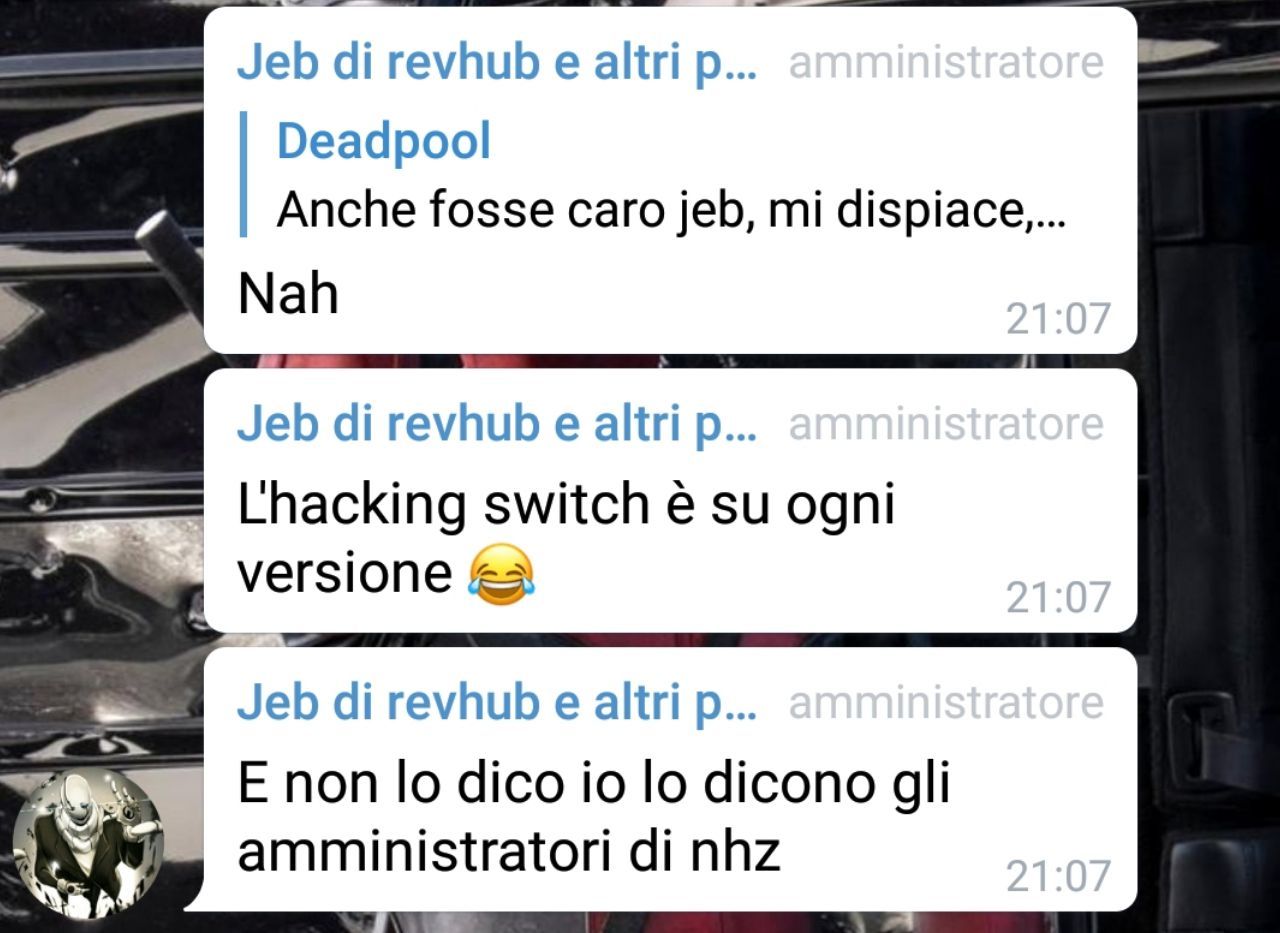 Jeb di revhub e altri p... amministratore
Deadpool
Anche fosse caro jeb, mi dispiace,...
Nah
21:07
Jeb di revhub e altri p... amministratore
L'hacking switch è su ogni
versione 😂
21:07
Jeb di revhub e altri p... amministratore
E non lo dico io lo dicono gli
amministratori di nhz
21:07